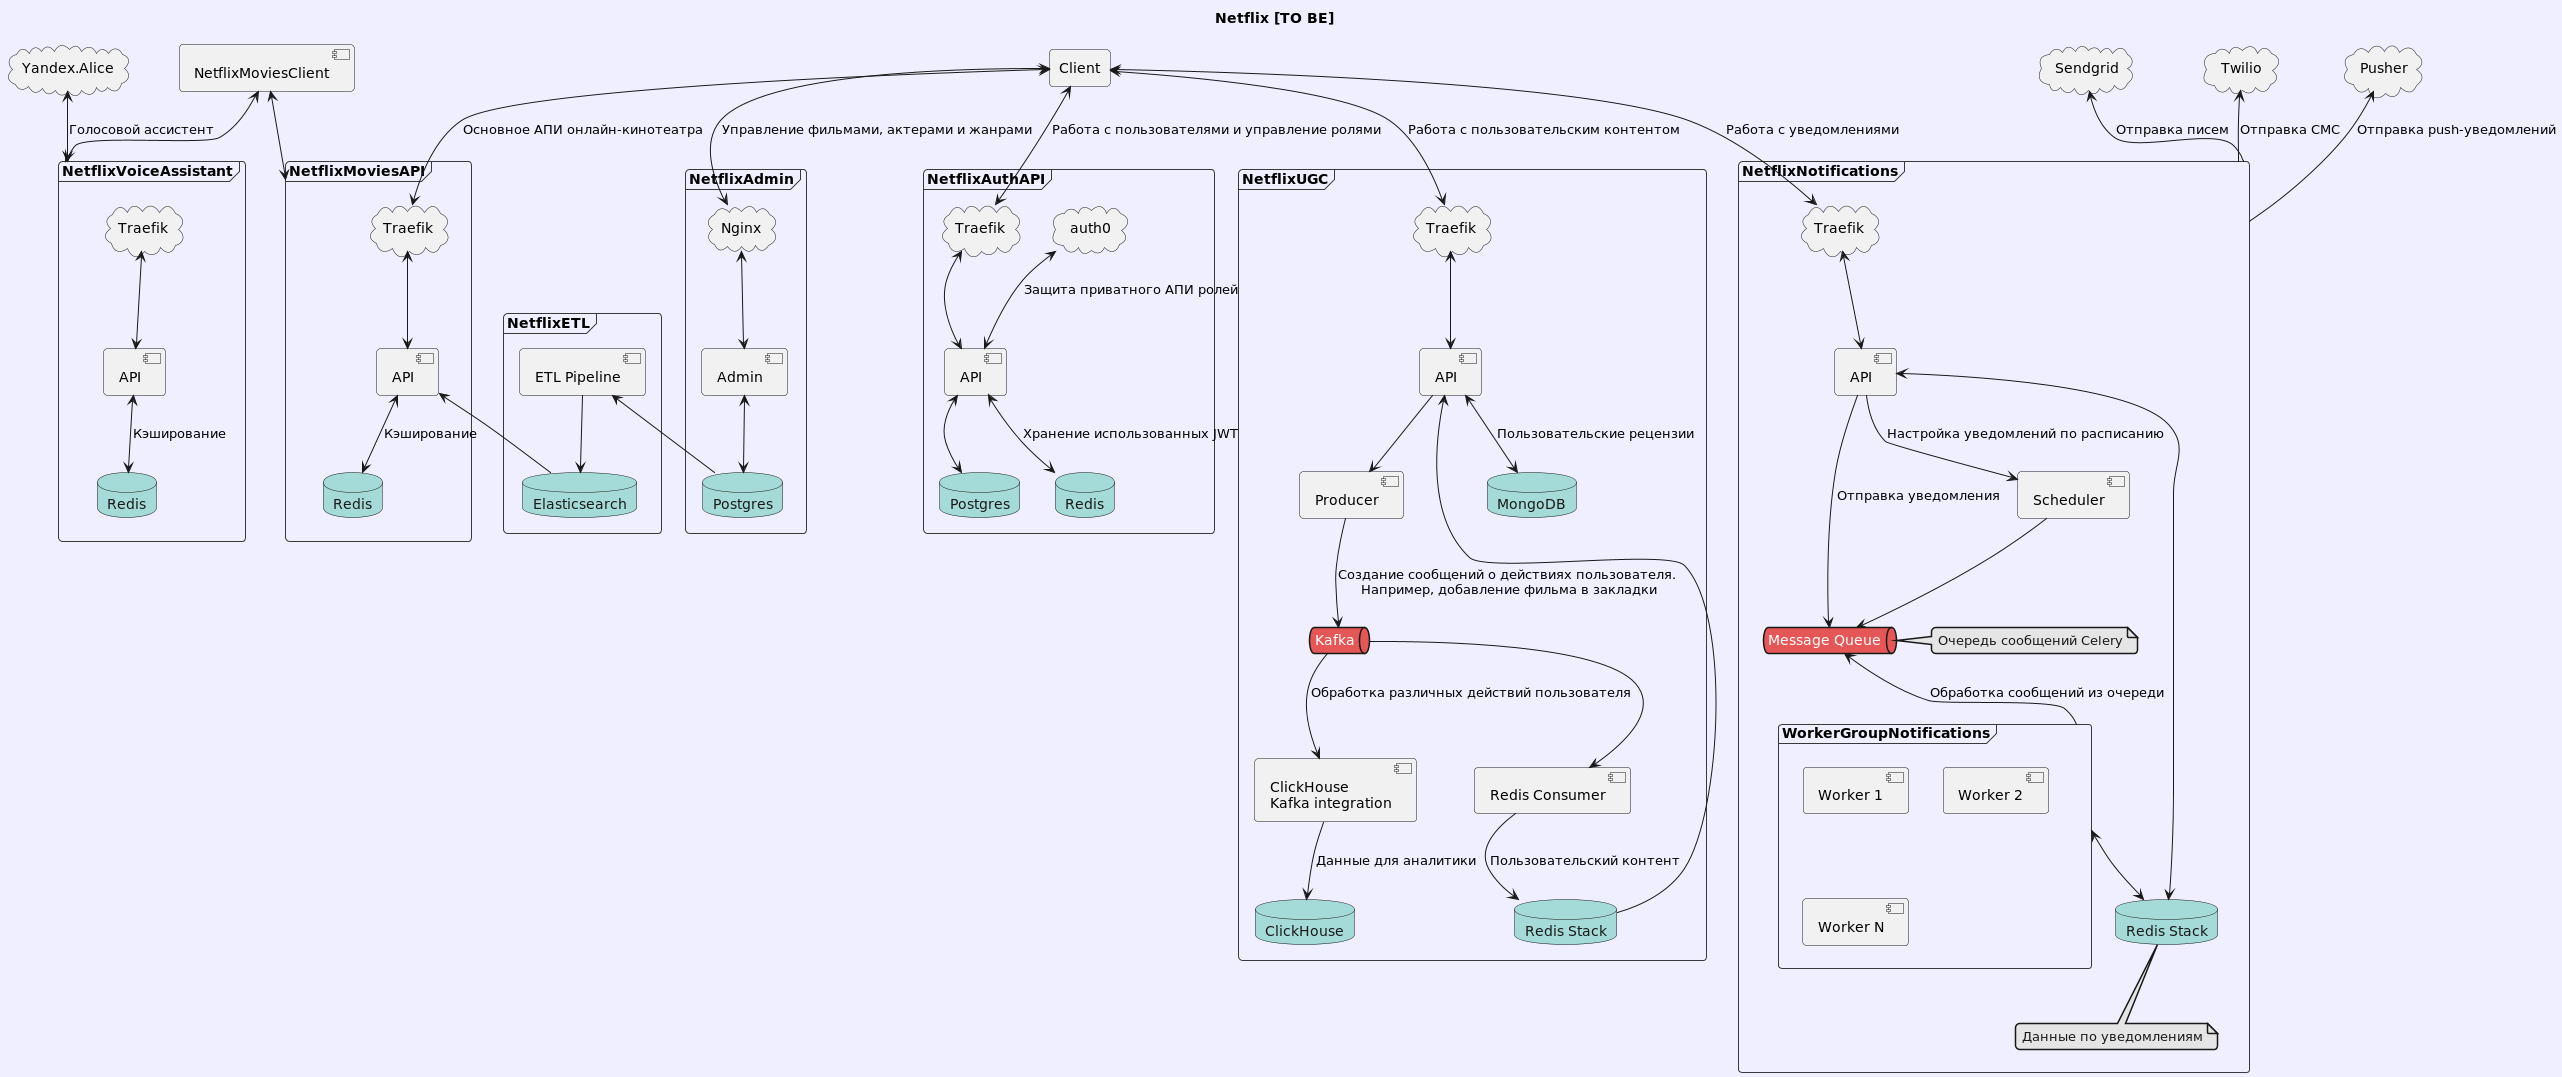 Netflix [TO BE]
Yandex.Alice
NetflixMoviesClient
Client
Sendgrid
Twilio
Pusher
Голосовой ассистент
Основное АПИ онлайн-кинотеатра
Управление фильмами, актерами и жанрами
Работа с пользователями и управление ролями
Работа с пользовательским контентом
Работа с уведомлениями
Отправка писем
Отправка СМС
Отправка push-уведомлений
NetflixVoiceAssistant
Traefik
API
Кэширование
Redis
NetflixMoviesAPI
Traefik
API
Кэширование
Redis
NetflixETL
ETL Pipeline
Elasticsearch
NetflixAdmin
Nginx
Admin
Postgres
NetflixAuthAPI
Traefik
auth0
Защита приватного АПИ ролей
API
Хранение использованных JWT
Postgres
Redis
NetflixUGC
Traefik
API
Пользовательские рецензии
Producer
MongoDB
Создание сообщений о действиях пользователя.
Например, добавление фильма в закладки
Kafka
Обработка различных действий пользователя
ClickHouse
Kafka integration
Redis Consumer
Данные для аналитики
Пользовательский контент
ClickHouse
Redis Stack
NetflixNotifications
Traefik
API
Настройка уведомлений по расписанию
Отправка уведомления
Scheduler
Message Queue
Очередь сообщений Celery
Обработка сообщений из очереди
WorkerGroupNotifications
Worker 1
Worker 2
Worker N
Redis Stack
Данные по уведомлениям